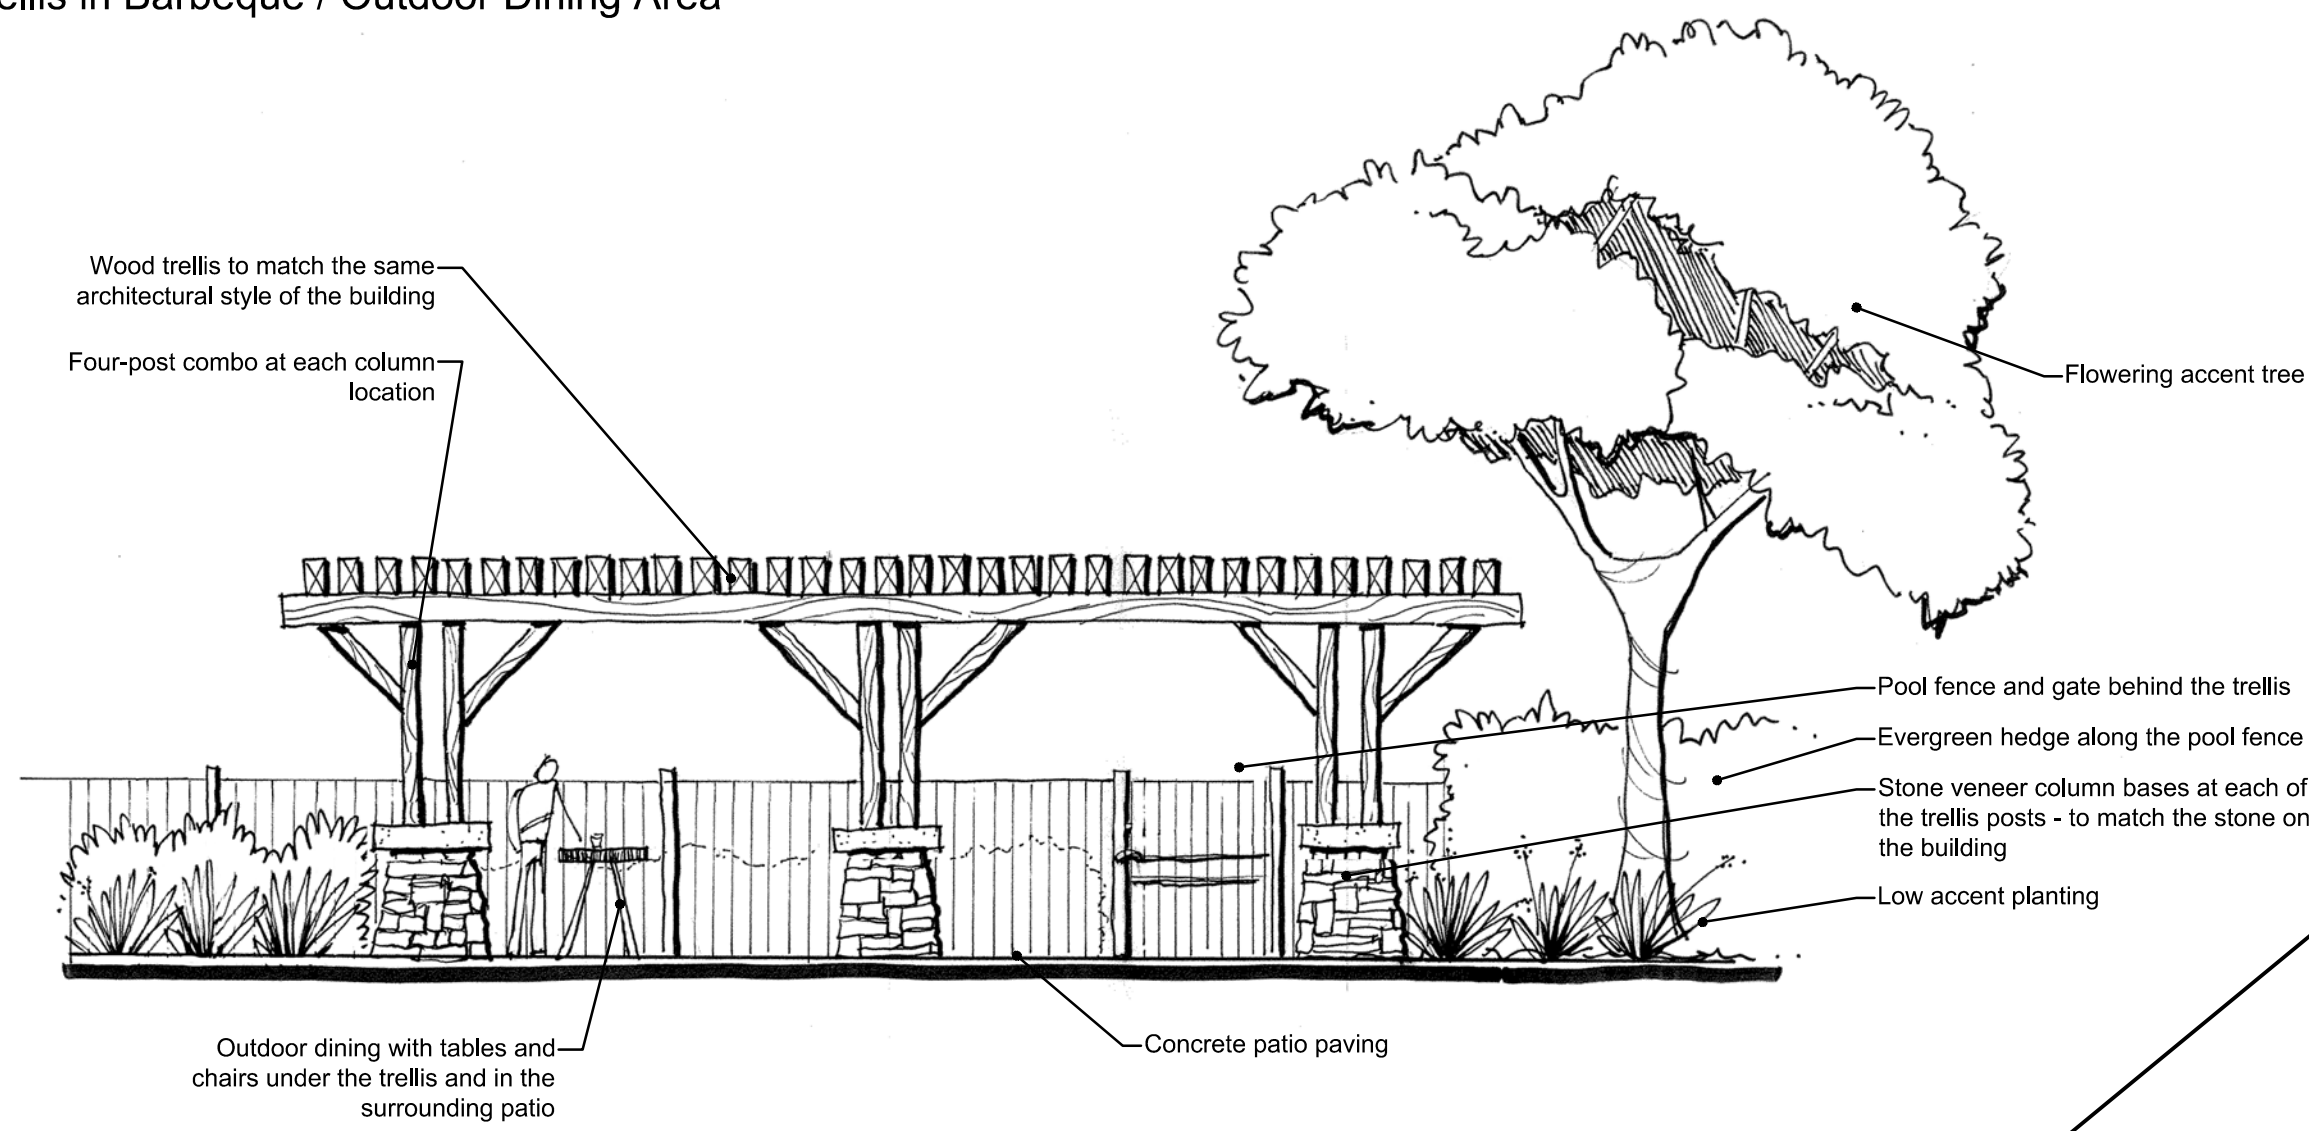 ellis in Barbeque / Outdoor Dining Area
Wood trellis to match the same
architectural style of the building
Four-post combo at each column
location
Flowering accent tree
Pool fence and gate behind the trellis
Evergreen hedge along the pool fence
Stone veneer column bases at each of
the trellis posts - to match the stone on
the building
Low accent planting
Outdoor dining with tables and
chairs under the trellis and in the
surrounding patio
Concrete patio paving